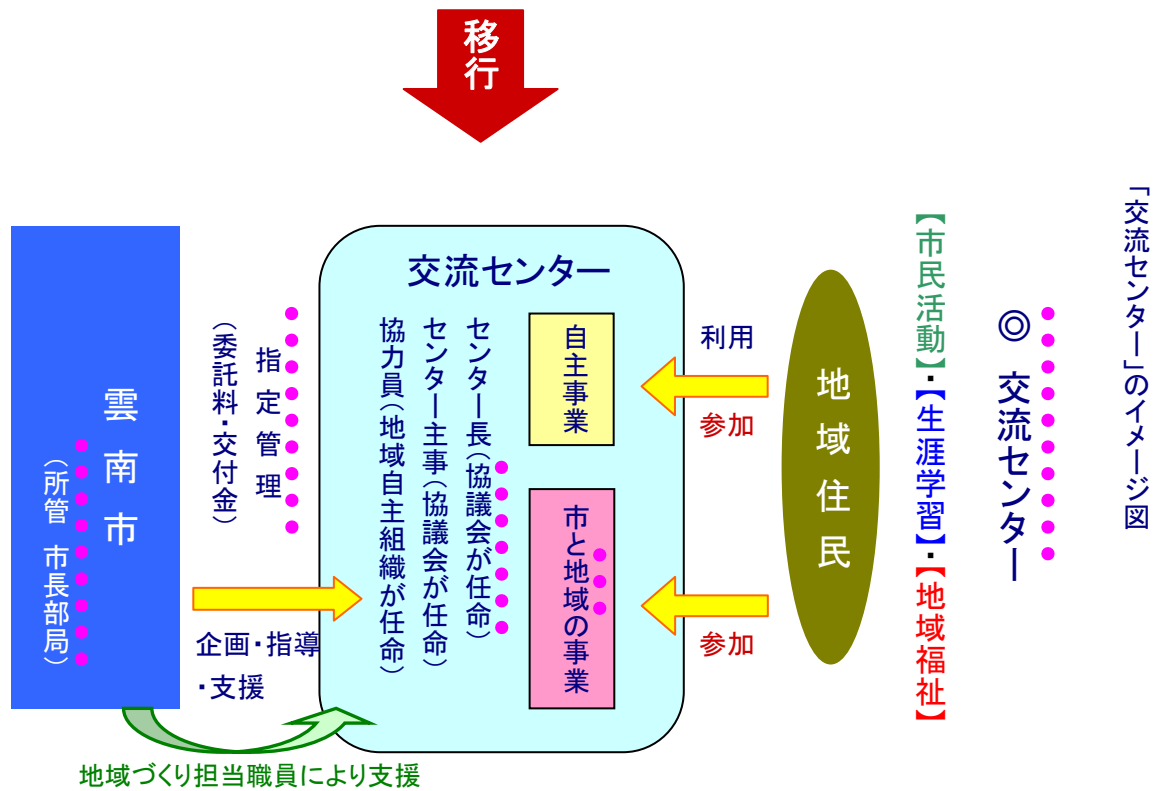 移行
「交流センター」のイメージ図
◎ 交流センター
【市民活動】・【生涯学習】・【地域福祉】
地域住民
利用
参加
参加
交流センター
自主事業
市と地域の事業
センター長(協議会が任命)
センター主事(協議会が任命)
協力員(地域自主組織が任命)
指定管理
(委託料・交付金)
企画・指導
・支援
雲南市
(所管 市長部局)
地域づくり担当職員により支援